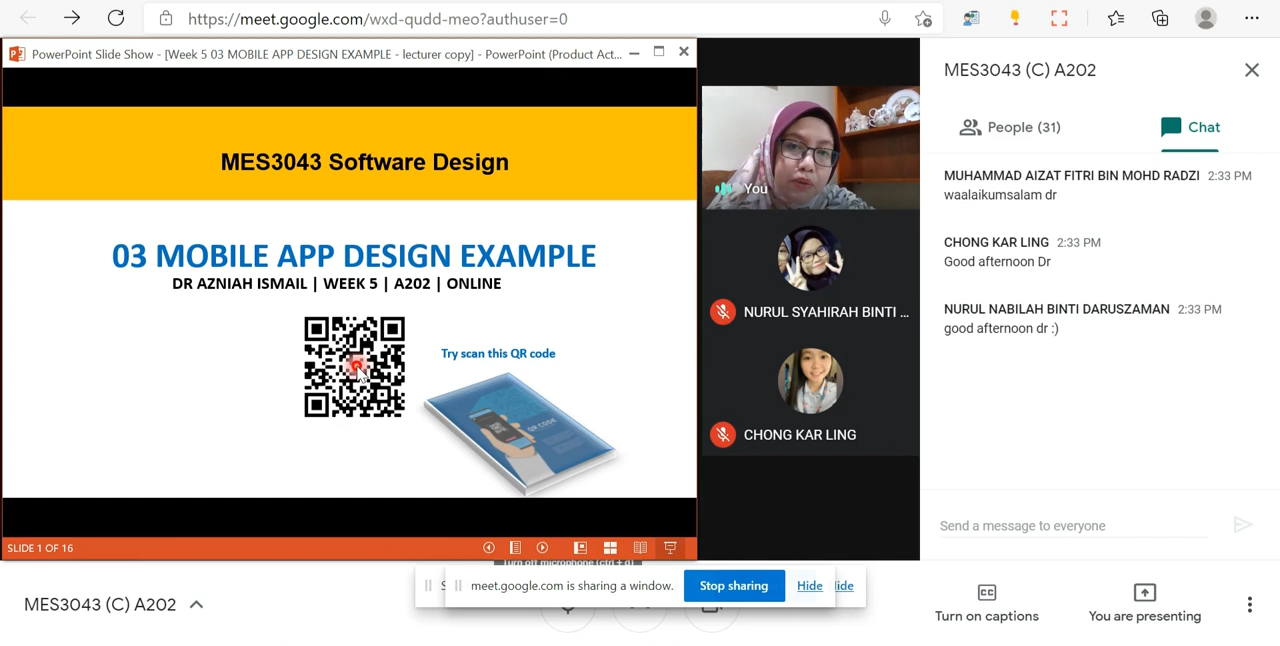 https://meet.google.com/wxd-qudd-meo?authuser=0
PowerPoint Slide Show - [Week 5 03 MOBILE APP DESIGN EXAMPLE - lecturer copy] - PowerPoint (Product Act...
MES3043 Software Design
03 MOBILE APP DESIGN EXAMPLE
DR AZNIAH ISMAIL | WEEK 5 | A202 | ONLINE
Try scan this QR code
QR CODE
SLIDE 1 OF 16
You
NURUL SYAHIRAH BINTI ...
CHONG KAR LING
MES3043 (C) A202
People (31)
Chat
MUHAMMAD AIZAT FITRI BIN MOHD RADZI 2:33 PM
waalaikumsalam dr
CHONG KAR LING 2:33 PM
Good afternoon Dr
NURUL NABILAH BINTI DARUSZAMAN 2:33 PM
good afternoon dr :)
Send a message to everyone
meet.google.com is sharing a window.
Stop sharing
Hide
lide
MES3043 (C) A202
Turn on captions
You are presenting